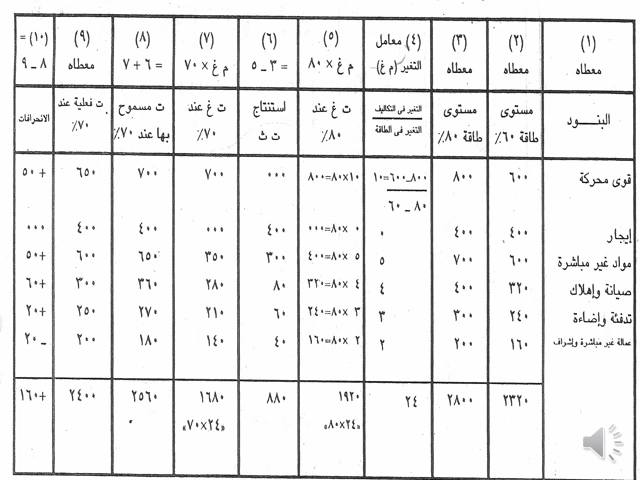 (١) (٢) (٣) (٤) معامل (٥) (٦) (٧) (٨) (٩) (١٠) =
معطاه معطاه معطاه التغير (م غ) م غ × ٨٠ = ٣ ـ ٥ م غ × ٧٠ = ٦ + ٧ معطاه ٨ ـ ٩
البنـــود مستوى مستوى التغير فى التكاليف ت غ عند استنتاج ت غ عند ت مسموح ت فعلية عند الانحرافات
طاقة ٦٠٪ طاقة ٨٠٪ التغير فى الطاقة ٨٠٪ ت ث ٧٠٪ بها عند ٧٠٪ ٧٠٪
قوى محركة ٦٠٠ ٨٠٠ ٨٠٠ـ٦٠٠=١٠ ١٠×٨٠=٨٠٠ ٠٠٠ ٧٠٠ ٧٠٠ ٦٥٠ + ٥٠
٨٠ ـ ٦٠
إيجار ٤٠٠ ٤٠٠ ٠ ٠ ×٨٠=٠٠٠ ٤٠٠ ٠٠٠ ٤٠٠ ٤٠٠ ٠٠٠
مواد غير مباشرة ٦٠٠ ٧٠٠ ٥ ٥ ×٨٠=٤٠٠ ٣٠٠ ٣٥٠ ٦٥٠ ٦٠٠ +٥٠
صيانة وإهلاك ٣٢٠ ٤٠٠ ٤ ٤ ×٨٠=٣٢٠ ٨٠ ٢٨٠ ٣٦٠ ٣٠٠ +٦٠
تدفئة وإضاءة ٢٤٠ ٣٠٠ ٣ ٣ ×٨٠=٢٤٠ ٦٠ ٢١٠ ٢٧٠ ٢٥٠ +٢٠
عمالة غير مباشرة وإشراف ١٦٠ ٢٠٠ ٢ ٢ ×٨٠=١٦٠ ٤٠ ١٤٠ ١٨٠ ٢٠٠ ـ ٢٠
٢٣٢٠ ٢٨٠٠ ٢٤ ١٩٢٠ ٨٨٠ ١٦٨٠ ٢٥٦٠ ٢٤٠٠ +١٦٠
«٢٤×٨٠» «٢٤×٧٠»